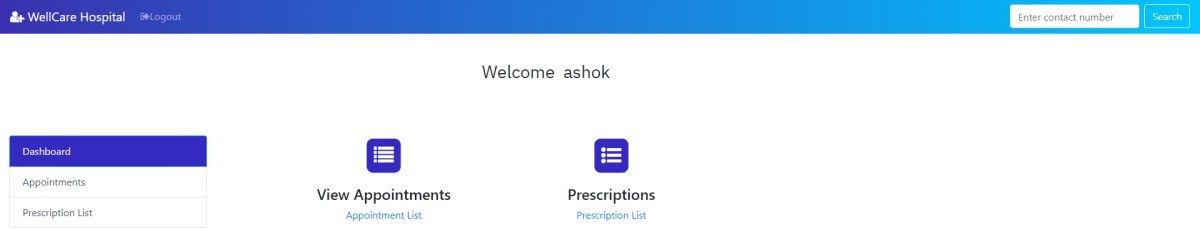 WellCare Hospital Logout Enter contact number Search
Welcome ashok
Dashboard
Appointments
Prescription List
View Appointments
Appointment List
Prescriptions
Prescription List